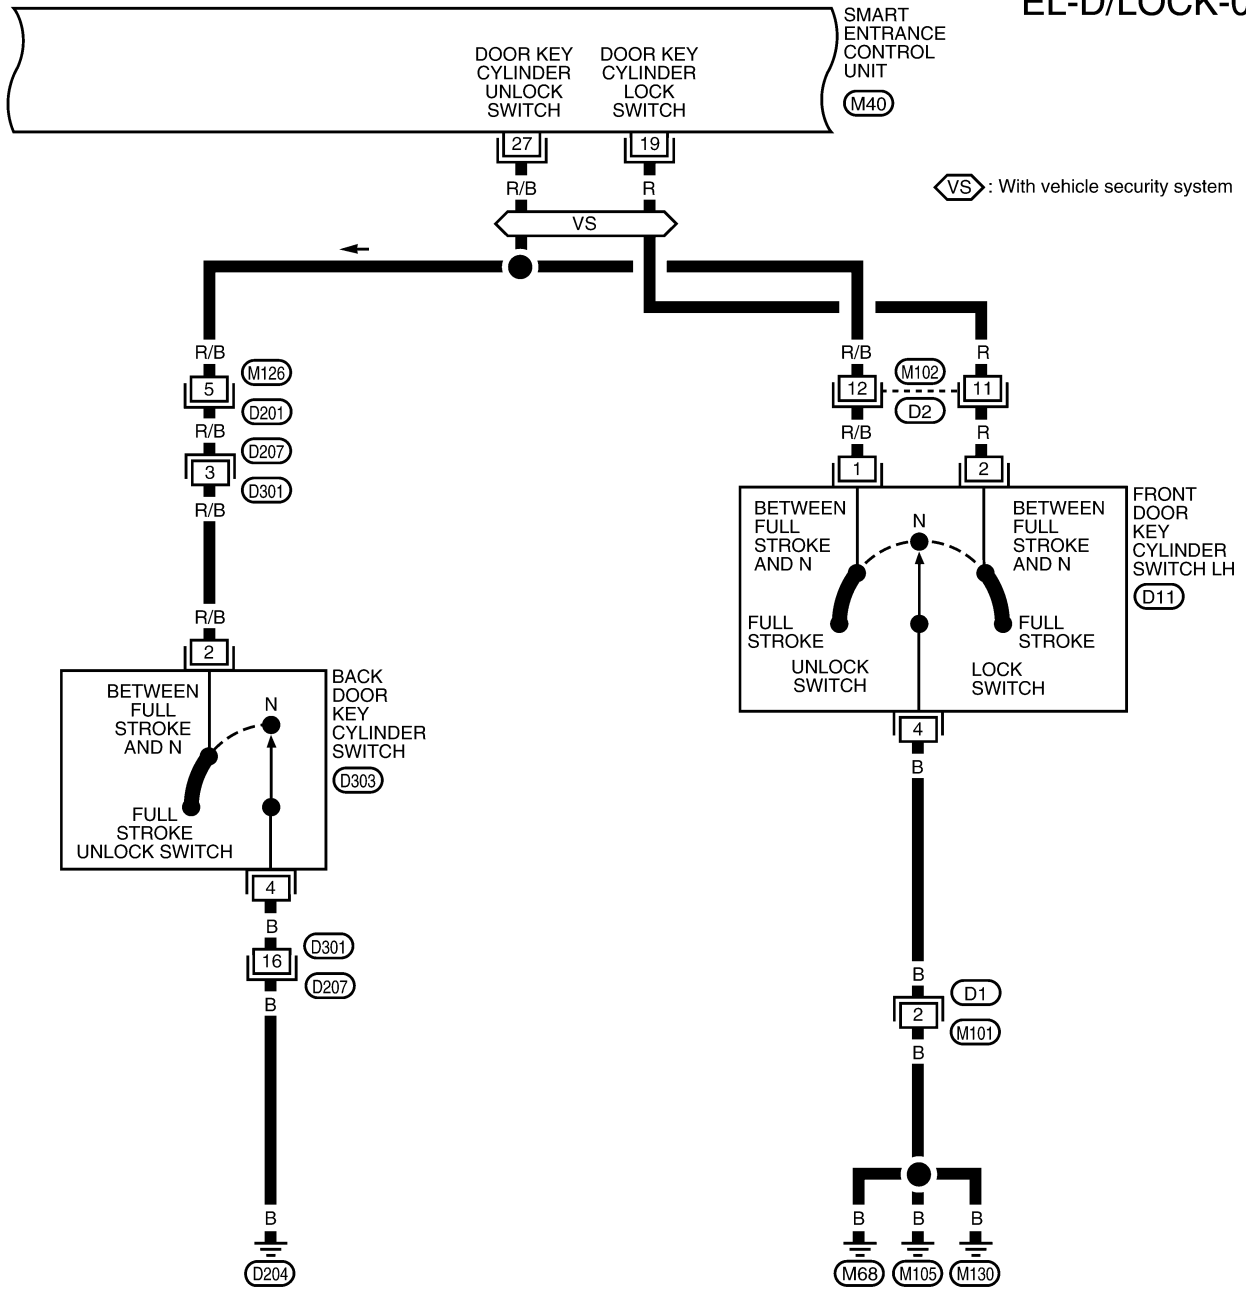 EL-D/LOCK-0
SMART
ENTRANCE
CONTROL
UNIT
M40
DOOR KEY
CYLINDER
UNLOCK
SWITCH
DOOR KEY
CYLINDER
LOCK
SWITCH
27
19
R/B
R
VS : With vehicle security system
VS
R/B
5
M126
D201
R/B
D207
3
D301
R/B
R/B
2
R/B
R
12
M102
11
D2
R/B
R
1
2
FRONT
DOOR
KEY
CYLINDER
SWITCH LH
D11
BETWEEN
FULL
STROKE
AND N
N
BETWEEN
FULL
STROKE
AND N
FULL
STROKE
FULL
STROKE
UNLOCK
SWITCH
LOCK
SWITCH
4
B
BACK
DOOR
KEY
CYLINDER
SWITCH
D303
BETWEEN
FULL
STROKE
AND N
N
FULL
STROKE
UNLOCK SWITCH
4
B
D301
16
D207
B
B
D204
B
D1
2
M101
B
B
B
B
M68
M105
M130